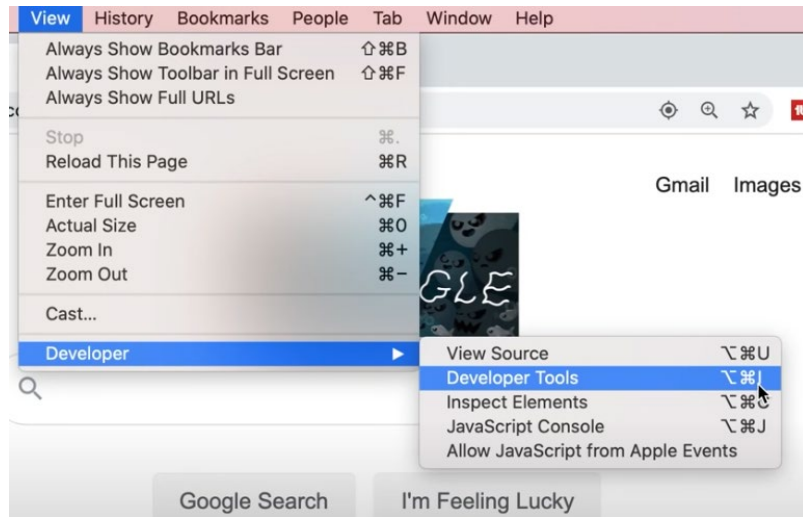 View History Bookmarks People Tab Window Help
Always Show Bookmarks Bar ⇧⌘B
Always Show Toolbar in Full Screen ⇧⌘F
Always Show Full URLs
Stop ⌘.
Reload This Page ⌘R
Gmail Images
Enter Full Screen ^⌘F
Actual Size ⌘0
Zoom In ⌘+
Zoom Out ⌘−
GLE
Cast...
Developer ▶
View Source ⌥⌘U
Developer Tools ⌥⌘I
Inspect Elements ⌥⌘C
JavaScript Console ⌥⌘J
Allow JavaScript from Apple Events
Google Search I'm Feeling Lucky